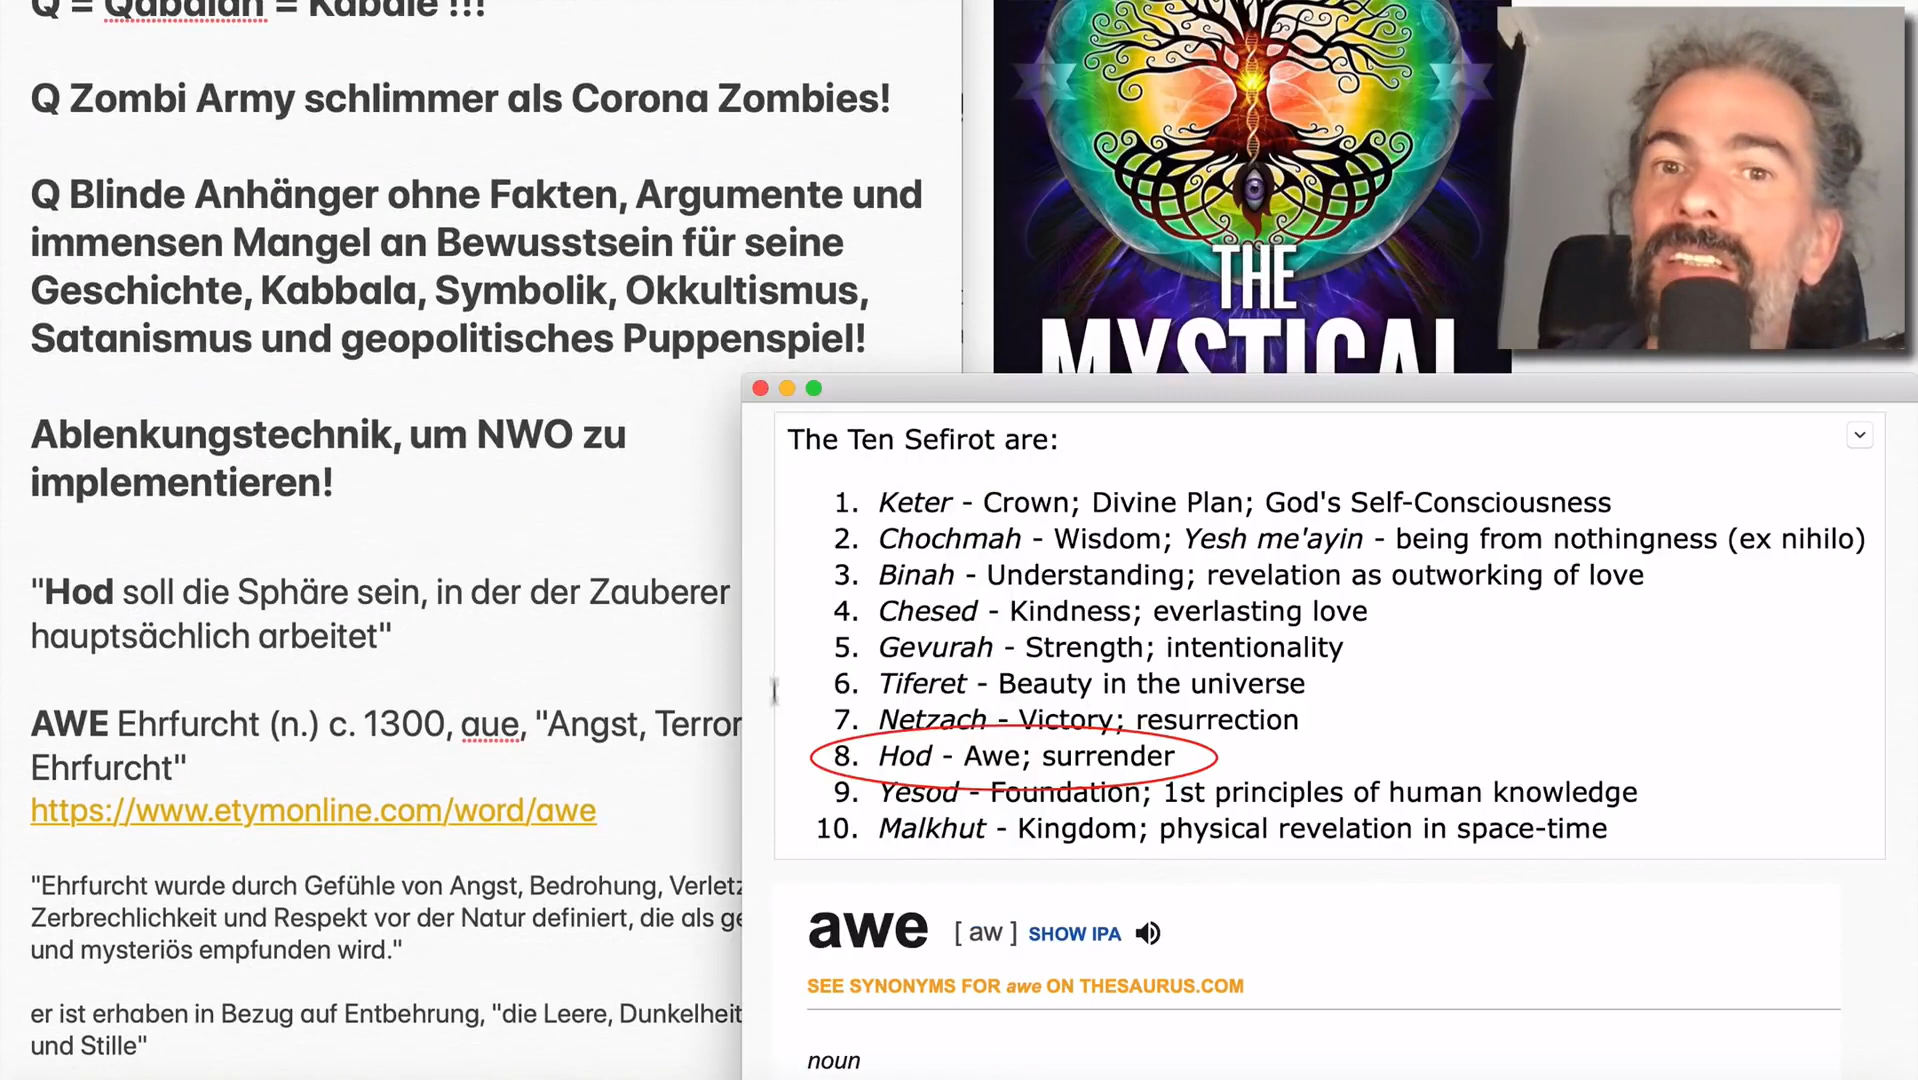 Q = Qabalah = Kabale !!!
Q Zombi Army schlimmer als Corona Zombies!
Q Blinde Anhänger ohne Fakten, Argumente und
immensen Mangel an Bewusstsein für seine
Geschichte, Kabbala, Symbolik, Okkultismus,
Satanismus und geopolitisches Puppenspiel!
Ablenkungstechnik, um NWO zu
implementieren!
"Hod soll die Sphäre sein, in der der Zauberer
hauptsächlich arbeitet"
AWE Ehrfurcht (n.) c. 1300, aue, "Angst, Terror
Ehrfurcht"
https://www.etymonline.com/word/awe
"Ehrfurcht wurde durch Gefühle von Angst, Bedrohung,
Zerbrechlichkeit und Respekt vor der Natur definiert, die als
und mysteriös empfunden wird."
er ist erhaben in Bezug auf Entbehrung, "die Leere, Dunkelheit
und Stille"
THE
MYSTICAL
The Ten Sefirot are:
1. Keter - Crown; Divine Plan; God's Self-Consciousness
2. Chochmah - Wisdom; Yesh me'ayin - being from nothingness (ex nihilo)
3. Binah - Understanding; revelation as outworking of love
4. Chesed - Kindness; everlasting love
5. Gevurah - Strength; intentionality
6. Tiferet - Beauty in the universe
7. Netzach - Victory; resurrection
8. Hod - Awe; surrender
9. Yesod - Foundation; 1st principles of human knowledge
10. Malkhut - Kingdom; physical revelation in space-time
awe [ aw ] SHOW IPA
SEE SYNONYMS FOR awe ON THESAURUS.COM
noun